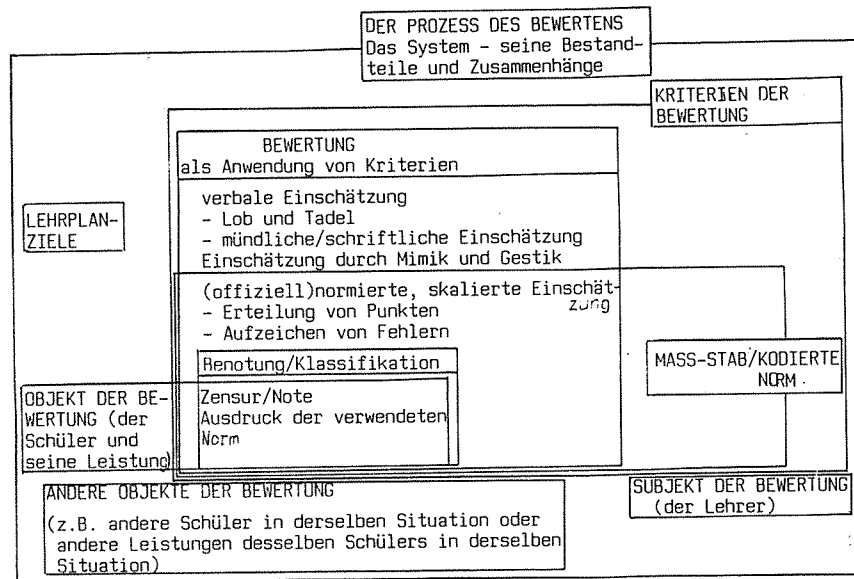 DER PROZESS DES BEWERTENS
Das System - seine Bestand-
teile und Zusammenhänge
KRITERIEN DER
BEWERTUNG
BEWERTUNG
als Anwendung von Kriterien
verbale Einschätzung
- Lob und Tadel
- mündliche/schriftliche Einschätzung
Einschätzung durch Mimik und Gestik
LEHRPLAN-
ZIELE
(offiziell)normierte, skalierte Einschät-
zung
- Erteilung von Punkten
- Aufzeichen von Fehlern
Benotung/Klassifikation
MASS-STAB/KODIERTE
NORM
OBJEKT DER BE-
WERTUNG (der
Schüler und
seine Leistung)
Zensur/Note
Ausdruck der verwendeten
Norm
ANDERE OBJEKTE DER BEWERTUNG
(z.B. andere Schüler in derselben Situation oder
andere Leistungen desselben Schülers in derselben
Situation)
SUBJEKT DER BEWERTUNG
(der Lehrer)